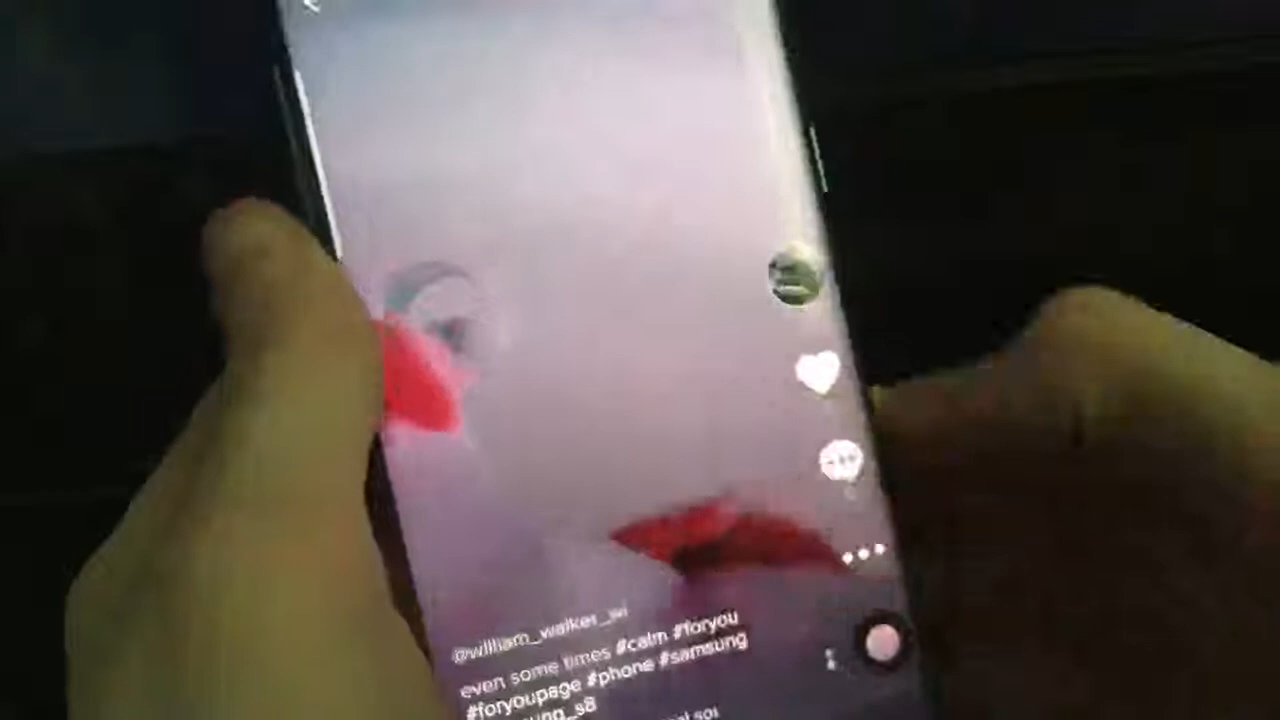 @william_walker_wi
even some times #calm #foryou
#foryoupage #phone #samsung